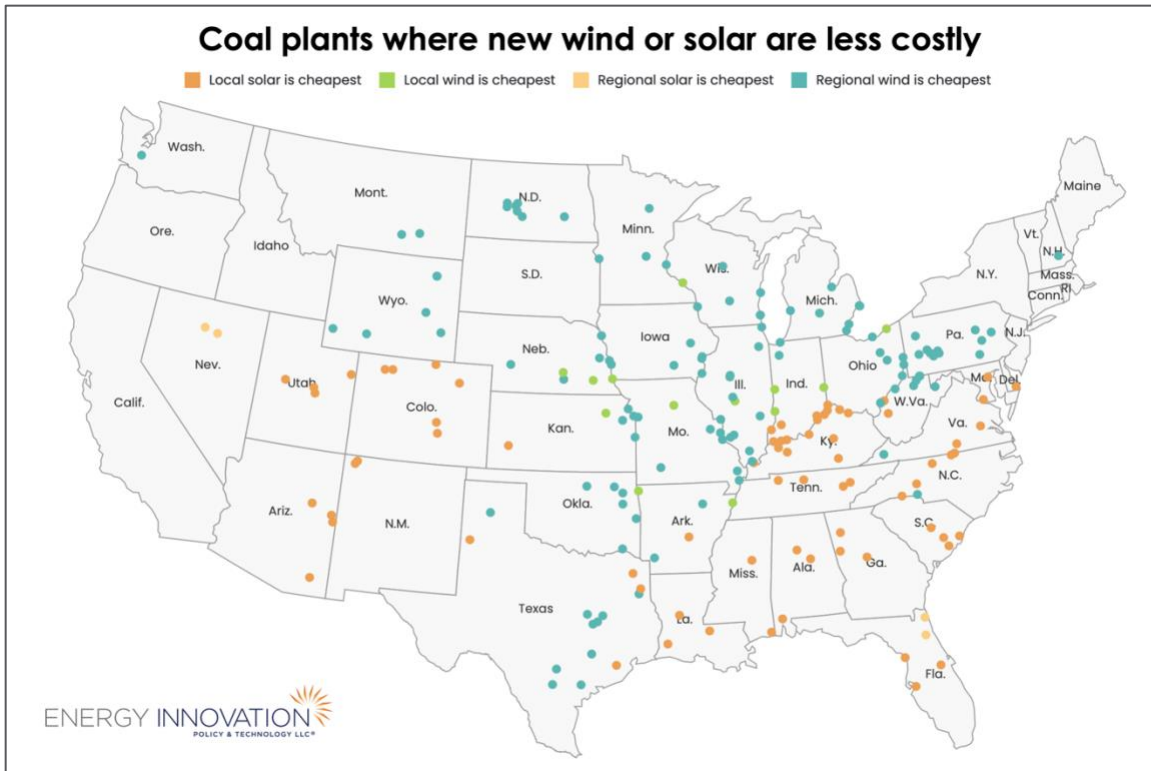 Coal plants where new wind or solar are less costly
Local solar is cheapest Local wind is cheapest Regional solar is cheapest Regional wind is cheapest
Wash.
Maine
Mont.
N.D.
Minn.
Vt.
Ore.
Idaho
N.H.
S.D.
Wis.
N.Y.
Mass.
Mich.
Conn. RI
Wyo.
Iowa
Pa.
N.J.
Neb.
Ohio
Nev.
Utah
Ill.
Ind.
Md.
Del.
Calif.
Colo.
W.Va.
Kan.
Mo.
Va.
Ky.
N.C.
Tenn.
Okla.
Ariz.
N.M.
Ark.
S.C.
Miss.
Ala.
Ga.
Texas
La.
Fla.
ENERGY INNOVATION
POLICY & TECHNOLOGY LLC®